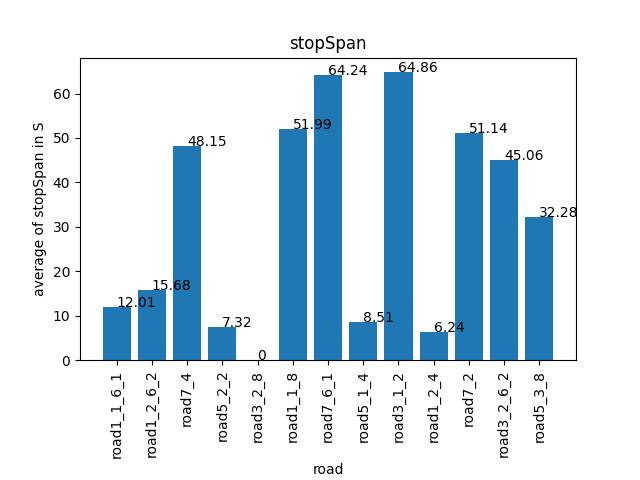 stopSpan
average of stopSpan in S
60
50
40
30
20
10
0
12.01
15.68
48.15
7.32
0
51.99
64.24
8.51
64.86
6.24
51.14
45.06
32.28
road1_1_6_1
road1_2_6_2
road7_4
road5_2_2
road3_2_8
road1_1_8
road7_6_1
road5_1_4
road3_1_2
road1_2_4
road7_2
road3_2_6_2
road5_3_8
road